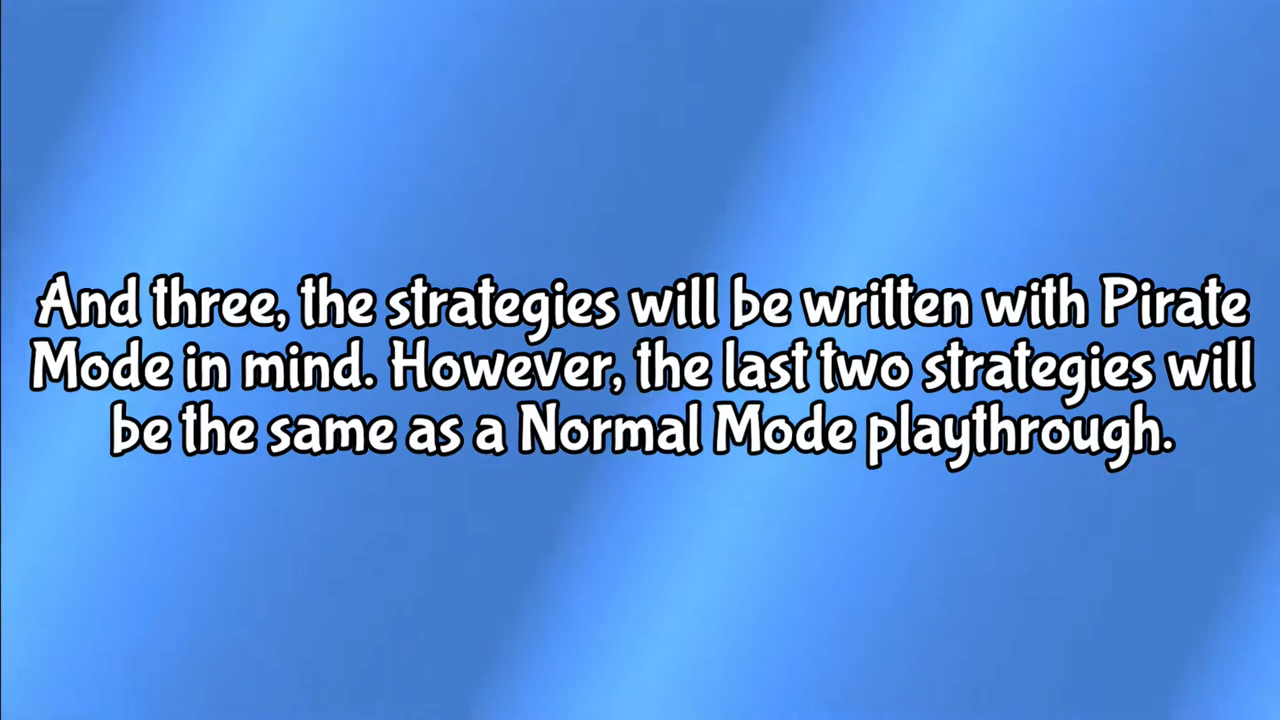 And three, the strategies will be written with Pirate
Mode in mind. However, the last two strategies will
be the same as a Normal Mode playthrough.